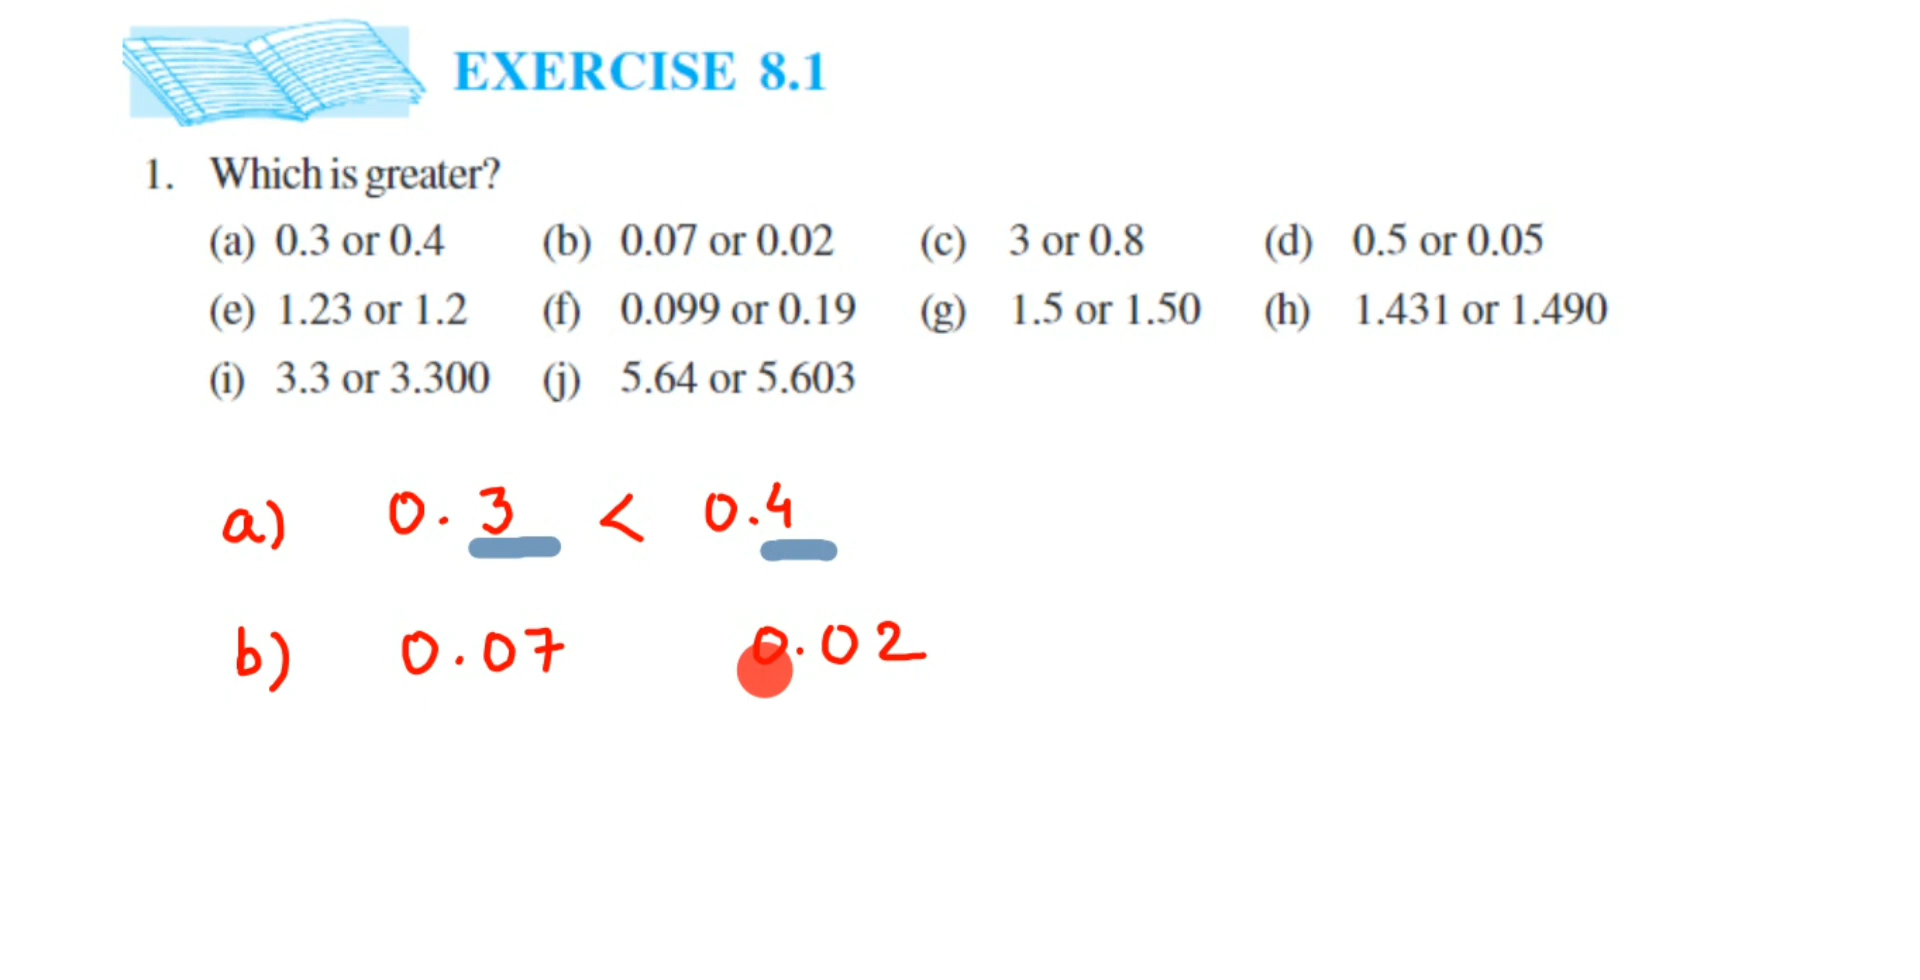 EXERCISE 8.1
1. Which is greater?
(a) 0.3 or 0.4 (b) 0.07 or 0.02 (c) 3 or 0.8 (d) 0.5 or 0.05
(e) 1.23 or 1.2 (f) 0.099 or 0.19 (g) 1.5 or 1.50 (h) 1.431 or 1.490
(i) 3.3 or 3.300 (j) 5.64 or 5.603
a) 0.3 < 0.4
b) 0.07 0.02